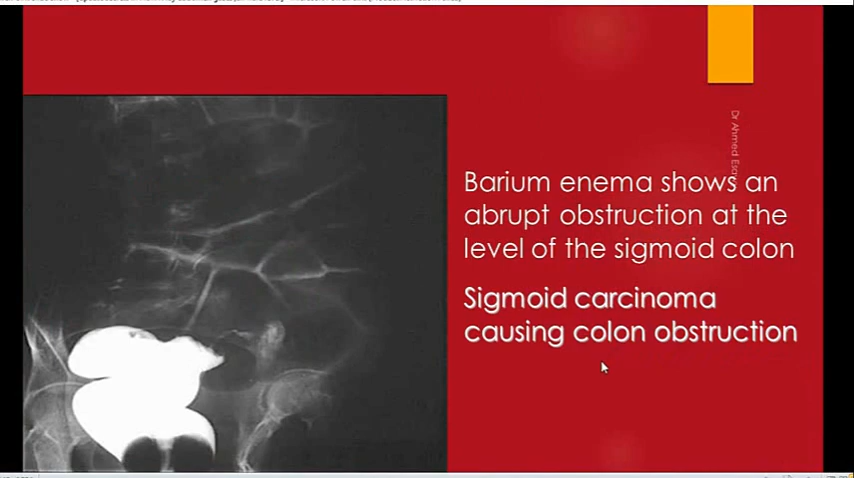 Dr Ahmed Esa
Barium enema shows an
abrupt obstruction at the
level of the sigmoid colon
Sigmoid carcinoma
causing colon obstruction